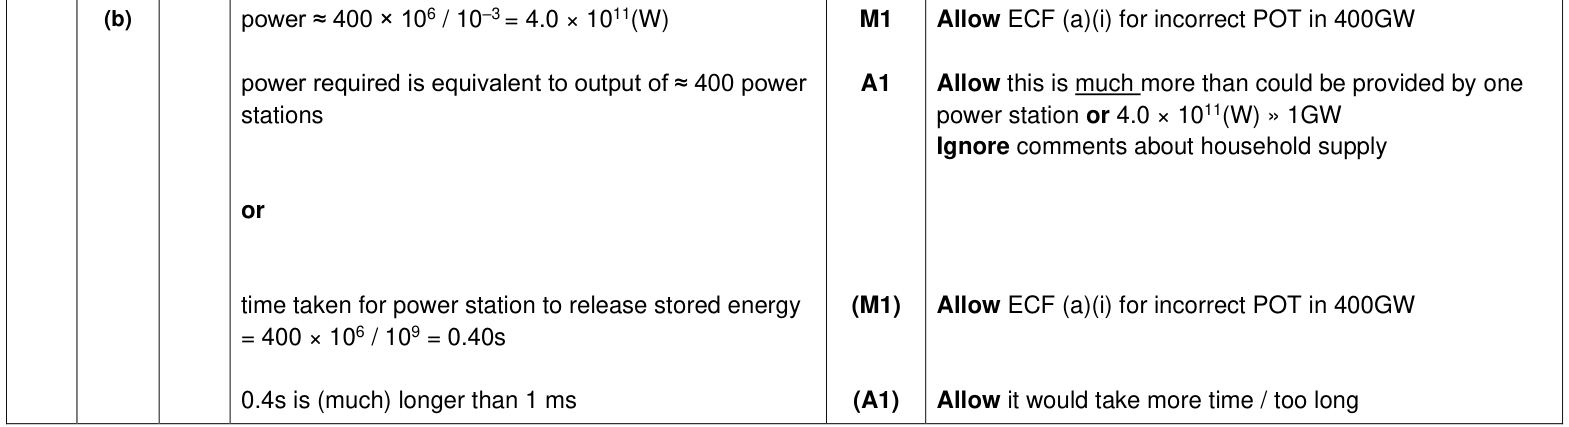 (b) power ≈ 400 × 10⁶ / 10⁻³ = 4.0 × 10¹¹(W) M1 Allow ECF (a)(i) for incorrect POT in 400GW
power required is equivalent to output of ≈ 400 power A1 Allow this is much more than could be provided by one
stations power station or 4.0 × 10¹¹(W) » 1GW
Ignore comments about household supply
or
time taken for power station to release stored energy (M1) Allow ECF (a)(i) for incorrect POT in 400GW
= 400 × 10⁶ / 10⁹ = 0.40s
0.4s is (much) longer than 1 ms (A1) Allow it would take more time / too long